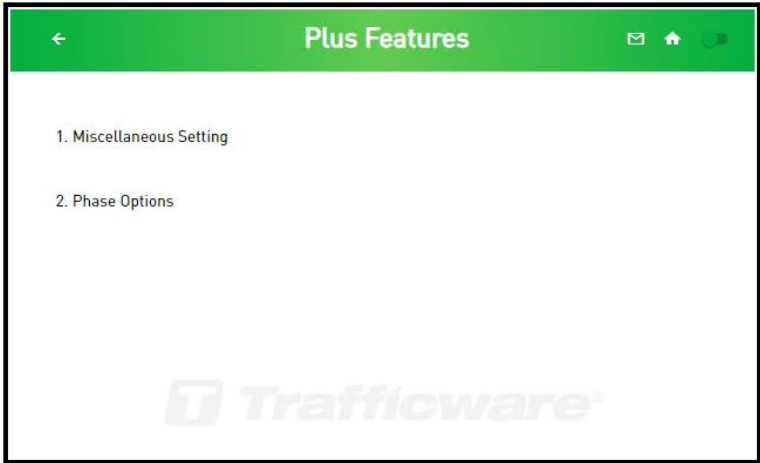 Plus Features
1. Miscellaneous Setting
2. Phase Options
T Trafficware®